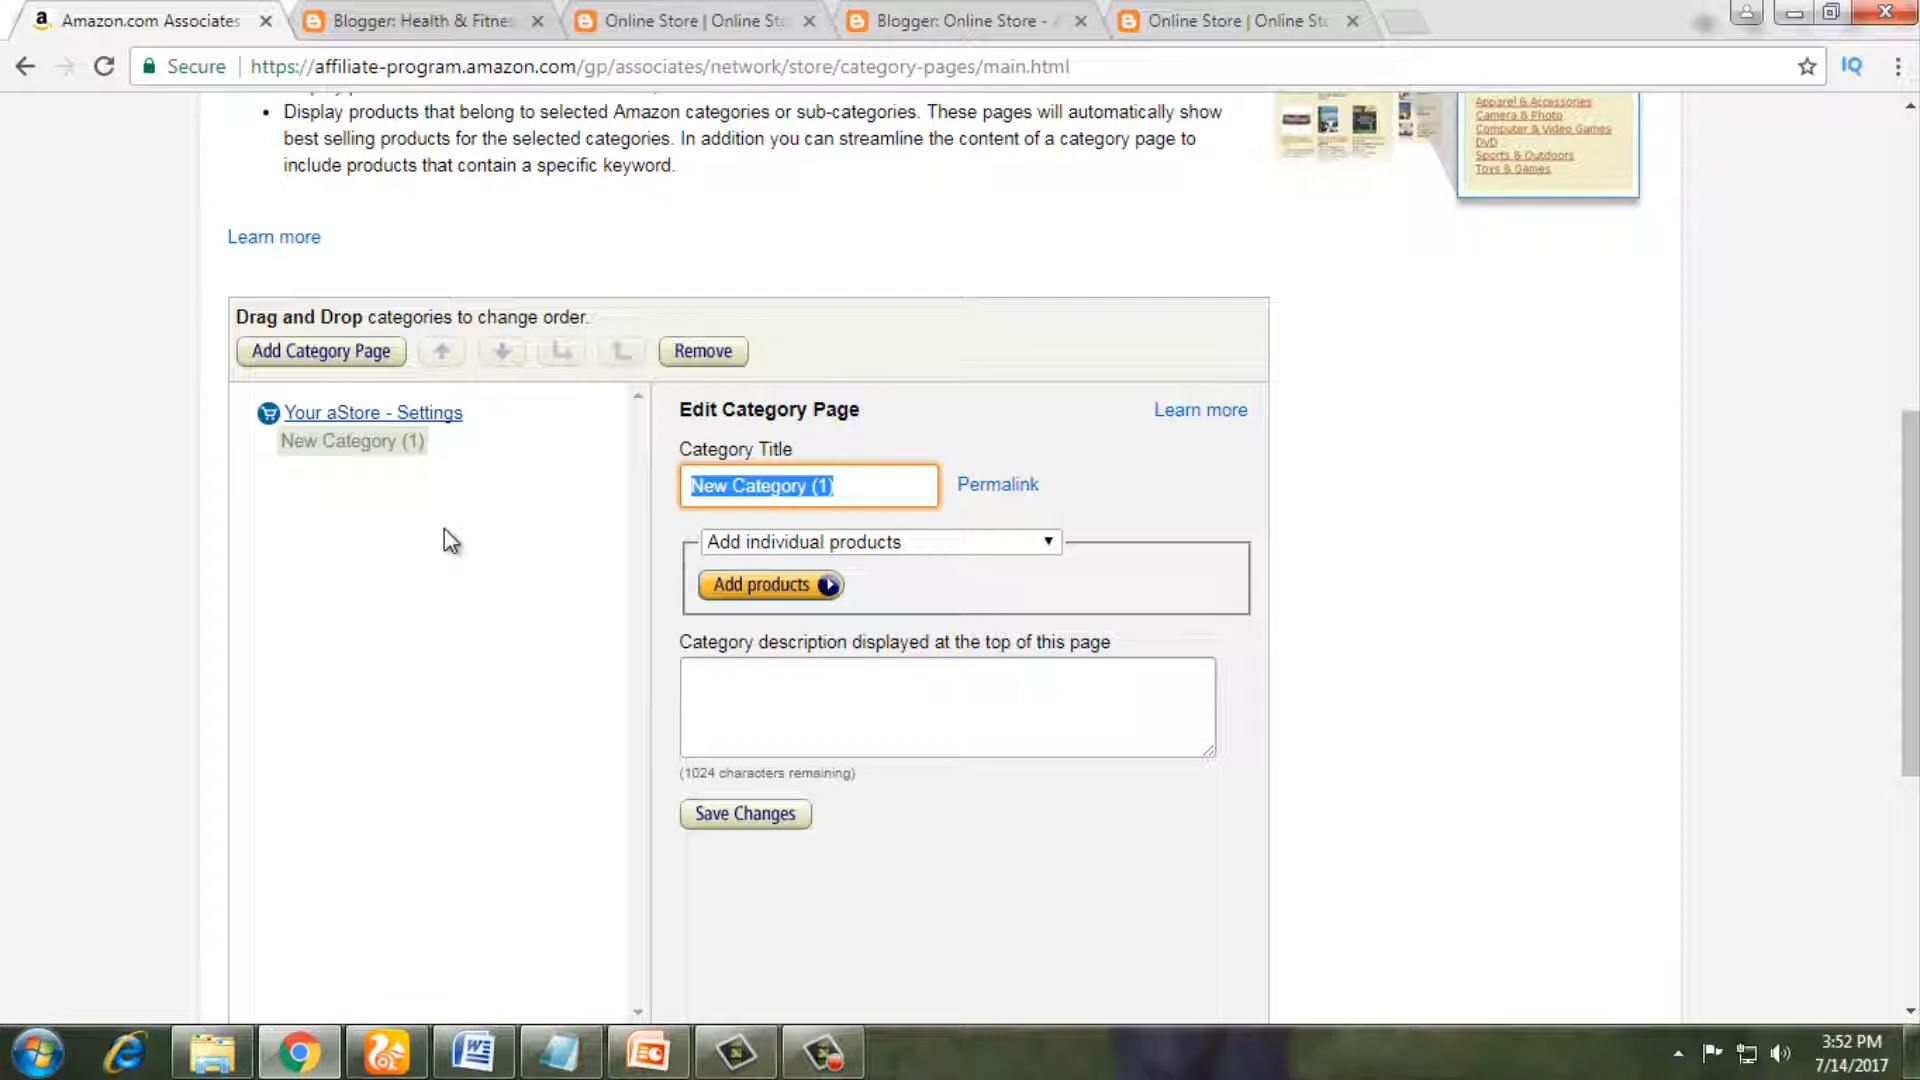 Amazon.com Associates
Blogger: Health & Fitne
Online Store | Online St
Blogger: Online Store -
Online Store | Online St
Secure
https://affiliate-program.amazon.com/gp/associates/network/store/category-pages/main.html
IQ
Display products that belong to selected Amazon categories or sub-categories. These pages will automatically show
best selling products for the selected categories. In addition you can streamline the content of a category page to
include products that contain a specific keyword.
Apparel & Accessories
Camera & Photo
Computer & Video Games
DVD
Sports & Outdoors
Toys & Games
Learn more
Drag and Drop categories to change order.
Add Category Page
Remove
Your aStore - Settings
New Category (1)
Edit Category Page
Learn more
Category Title
New Category (1)
Permalink
Add individual products
Add products
Category description displayed at the top of this page
(1024 characters remaining)
Save Changes
3:52 PM
7/14/2017